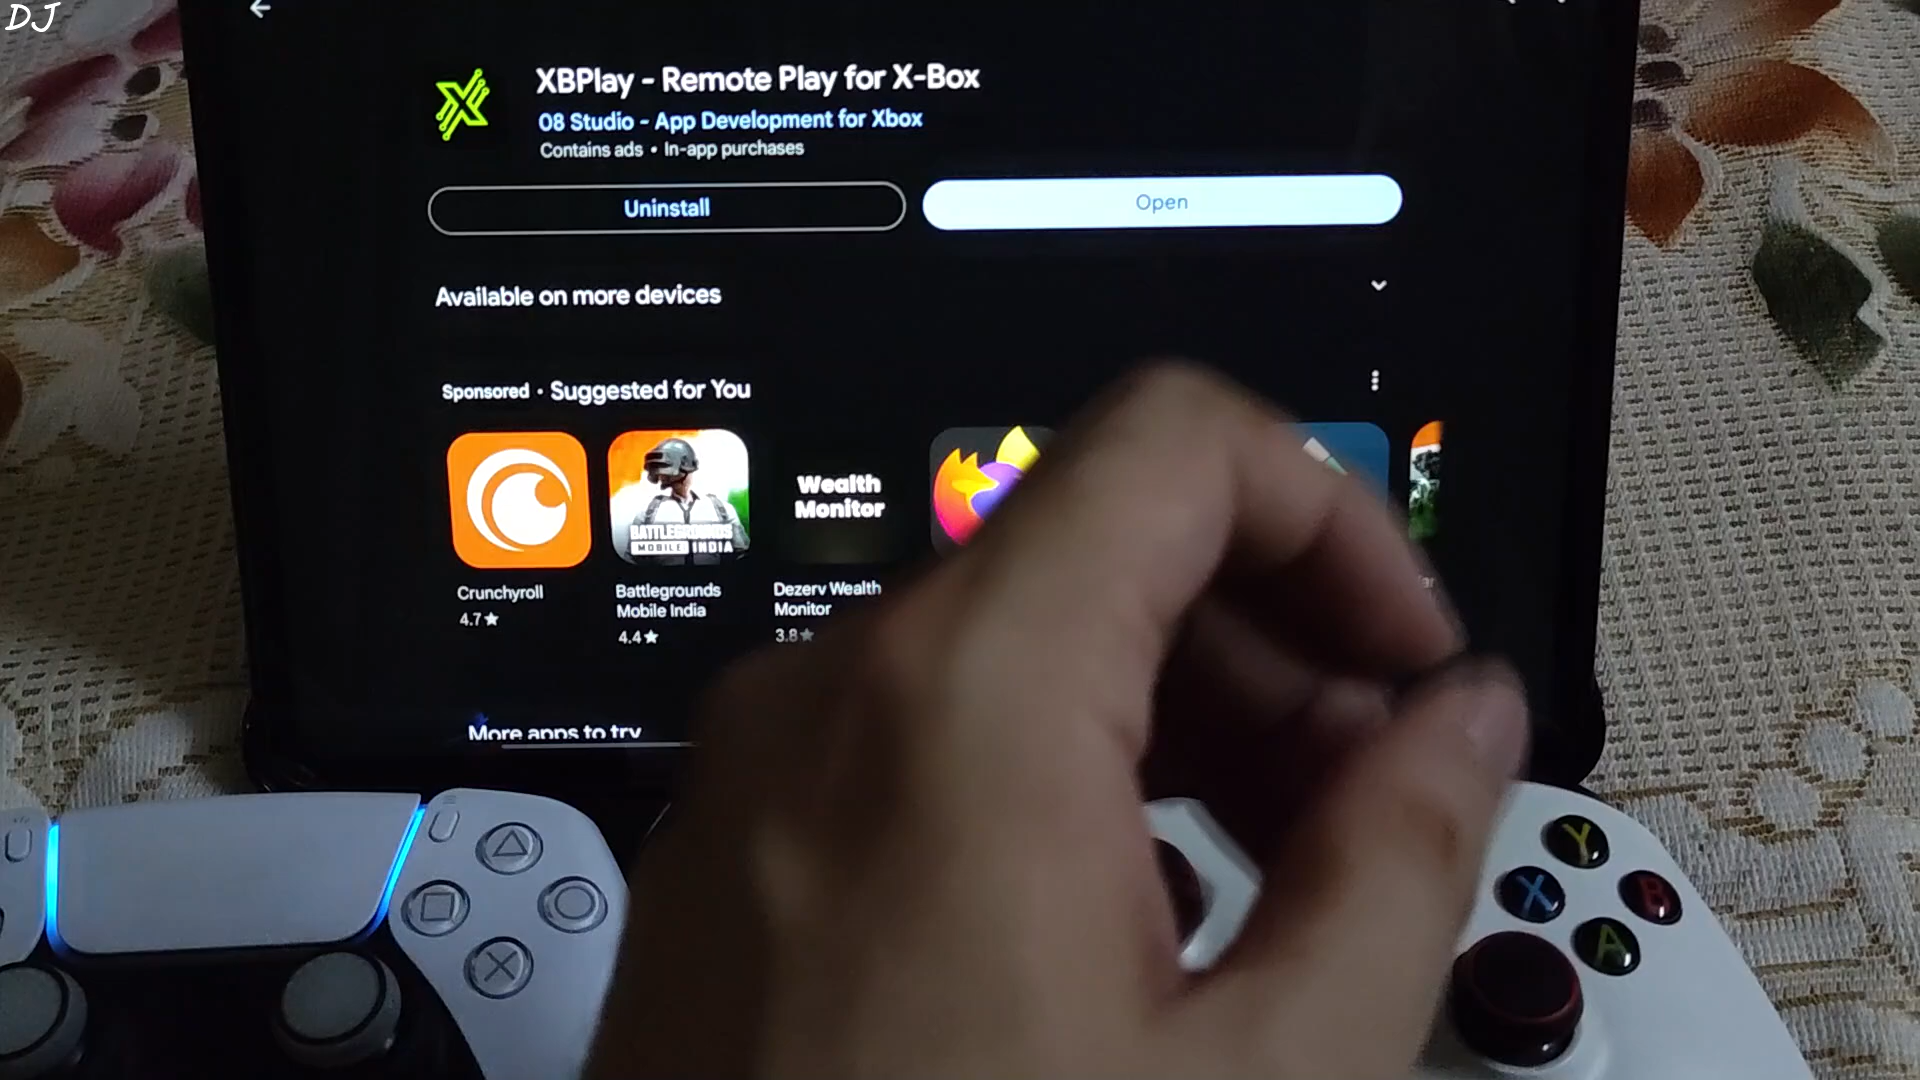 DJ
XBPlay - Remote Play for X-Box
08 Studio - App Development for Xbox
Contains ads • In-app purchases
Uninstall
Open
Available on more devices
Sponsored • Suggested for You
Wealth
Monitor
BATTLEGROUNDS
MOBILE INDIA
Crunchyroll
4.7★
Battlegrounds
Mobile India
4.4★
Dezerv Wealth
Monitor
3.8★
More apps to try
Y
X
B
A